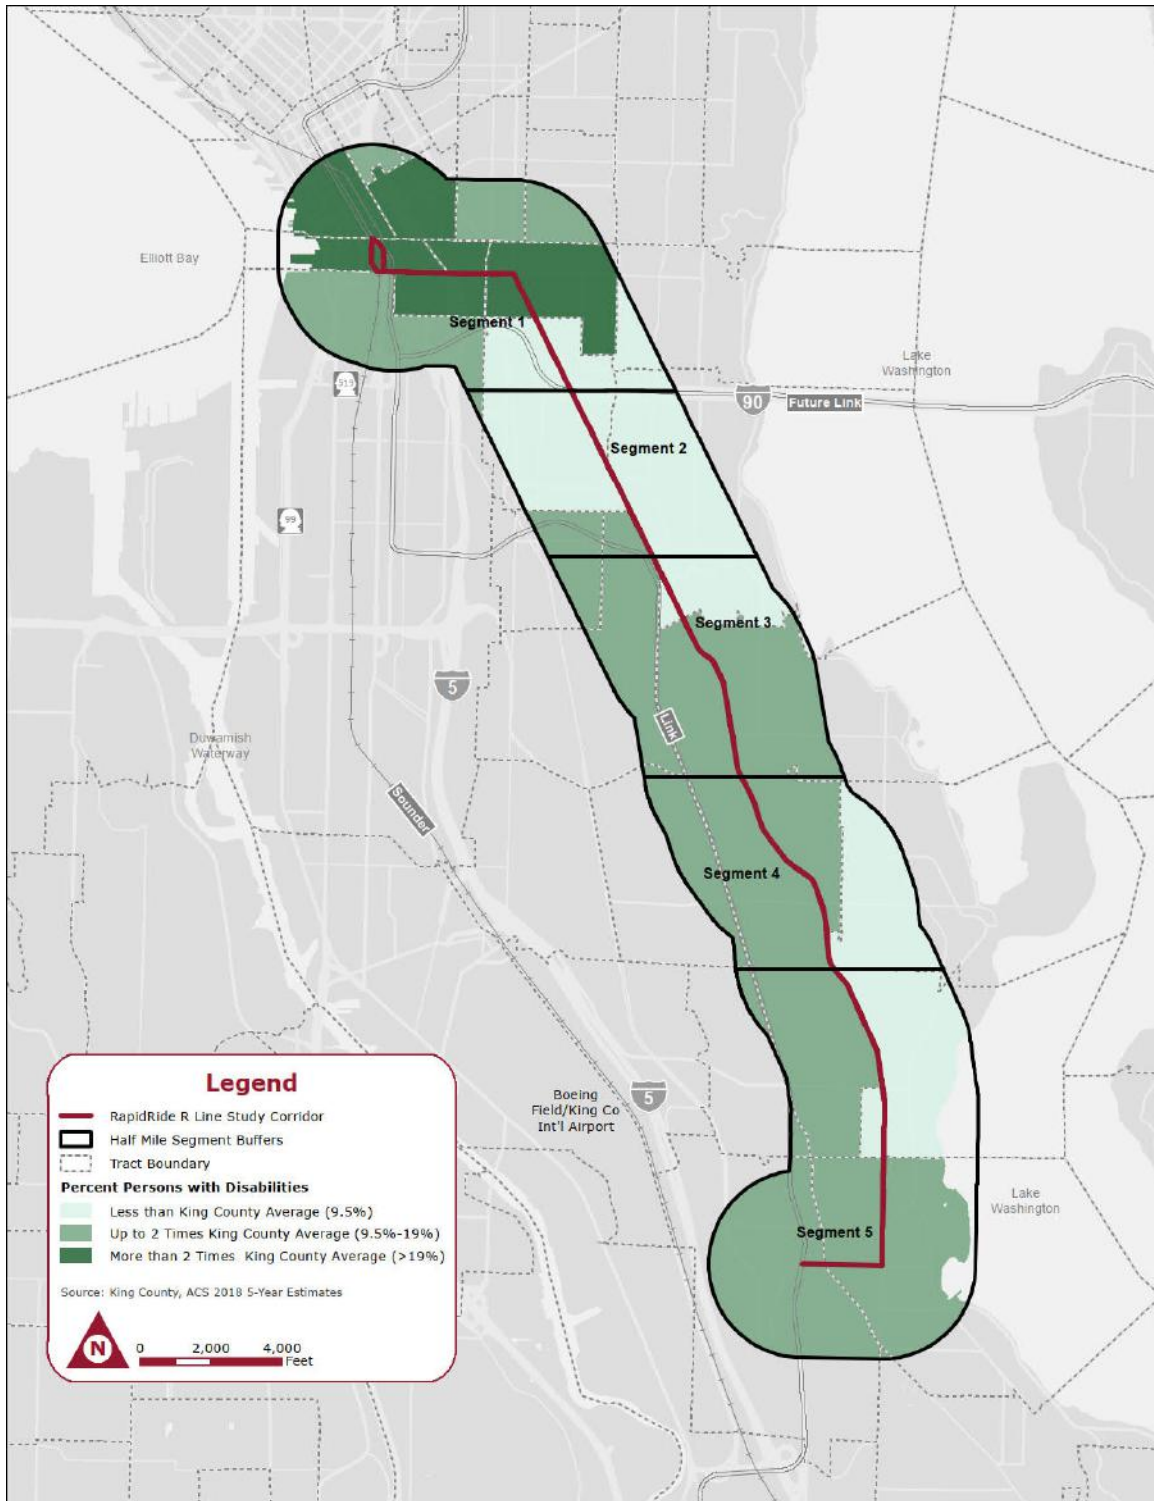 Elliott Bay
Segment 1
Lake
Washington
519
90
Future Link
Segment 2
99
Segment 3
5
Link
Duwamish
Waterway
Sounder
Segment 4
Boeing
Field/King Co
Int'l Airport
5
Lake
Washington
Segment 5
Legend
RapidRide R Line Study Corridor
Half Mile Segment Buffers
Tract Boundary
Percent Persons with Disabilities
Less than King County Average (9.5%)
Up to 2 Times King County Average (9.5%-19%)
More than 2 Times King County Average (>19%)
Source: King County, ACS 2018 5-Year Estimates
N
0 2,000 4,000
Feet